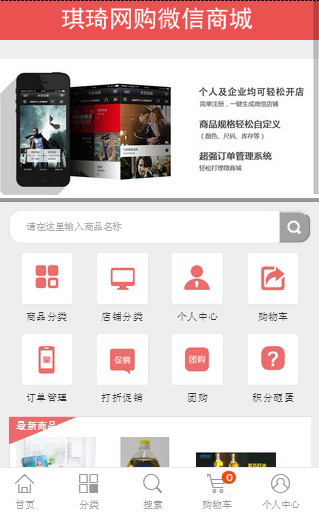 琪琦网购微信商城
个人及企业均可轻松开店
简单注册，一键生成微信店铺
商品规格轻松自定义
（颜色、尺码、库存等）
超强订单管理系统
轻松打理微商城
请在这里输入商品名称
商品分类
店铺分类
个人中心
购物车
促销
团购
订单管理
打折促销
团购
积分砸蛋
最新商品
0
首页
分类
搜索
购物车
个人中心